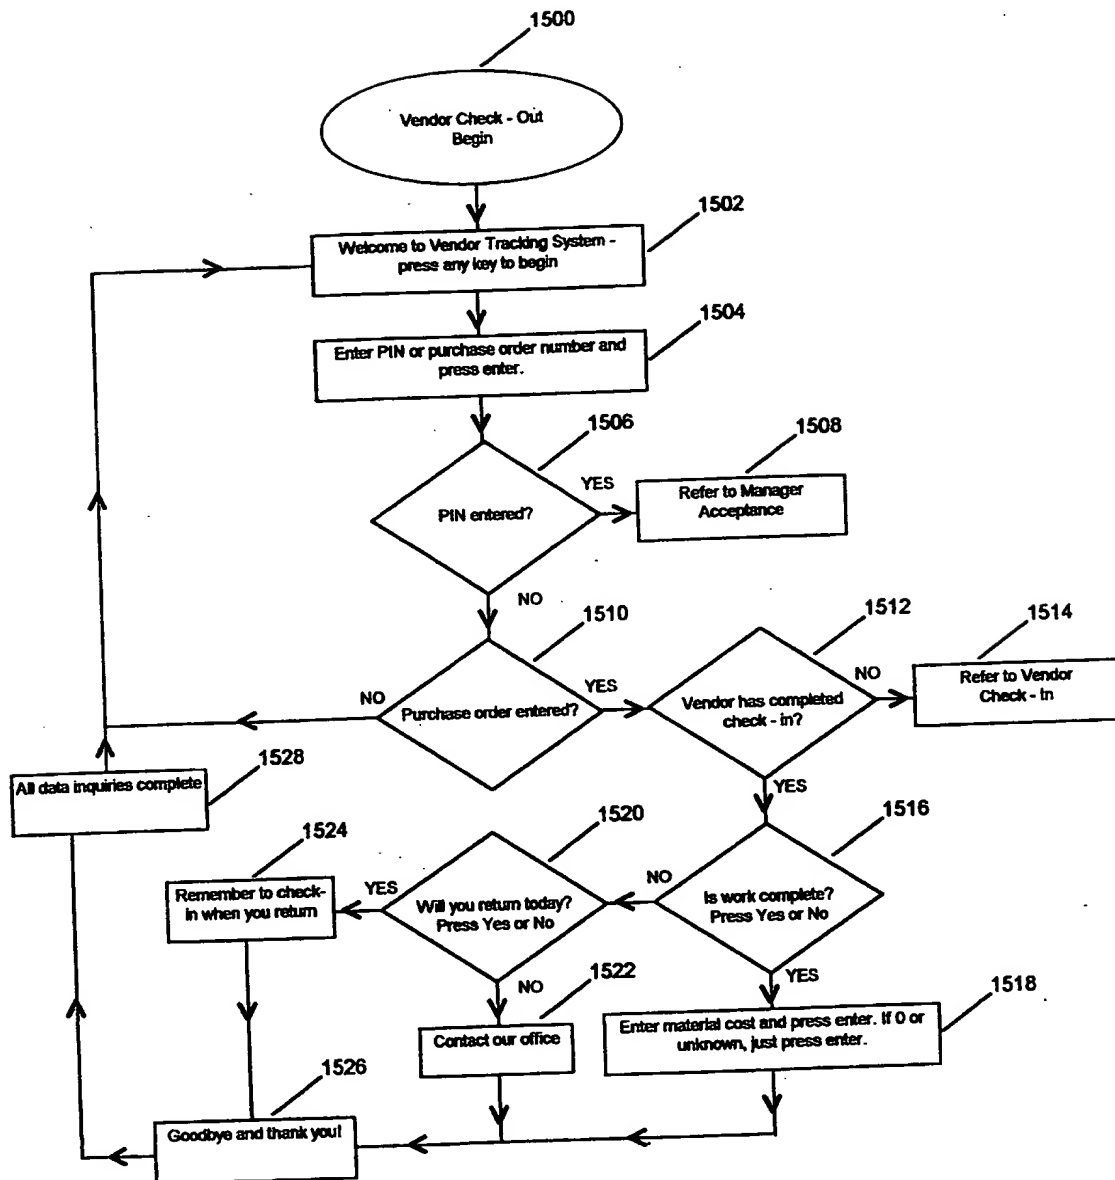 1500
Vendor Check - Out
Begin
1502
Welcome to Vendor Tracking System -
press any key to begin
1504
Enter PIN or purchase order number and
press enter.
1506
PIN entered?
YES
1508
Refer to Manager
Acceptance
NO
1510
Purchase order entered?
NO
YES
1512
Vendor has completed
check - in?
NO
1514
Refer to Vendor
Check - in
YES
1516
Is work complete?
Press Yes or No
NO
1520
Will you return today?
Press Yes or No
YES
1524
Remember to check-
in when you return
NO
1522
Contact our office
YES
1518
Enter material cost and press enter. If 0 or
unknown, just press enter.
1526
Goodbye and thank you!
1528
All data inquiries complete